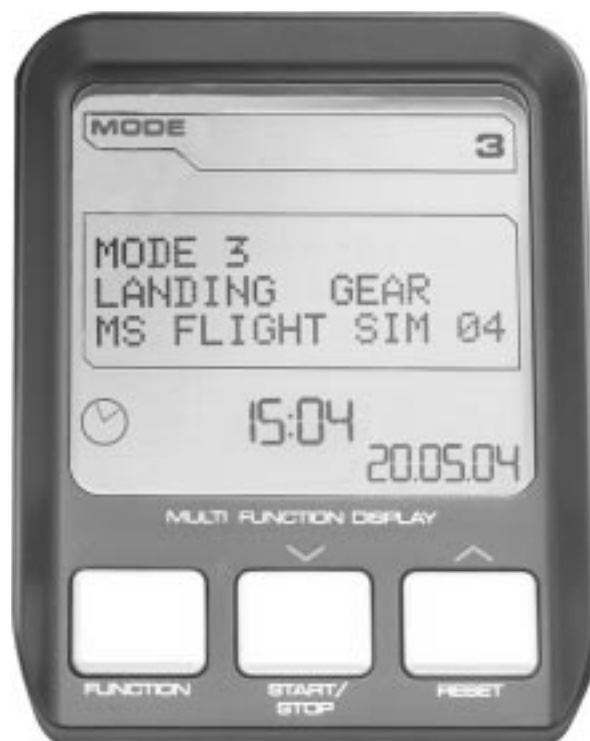 MODE
3
MODE 3
LANDING GEAR
MS FLIGHT SIM 04
15:04
20.05.04
MULTI FUNCTION DISPLAY
FUNCTION
START/
STOP
RESET